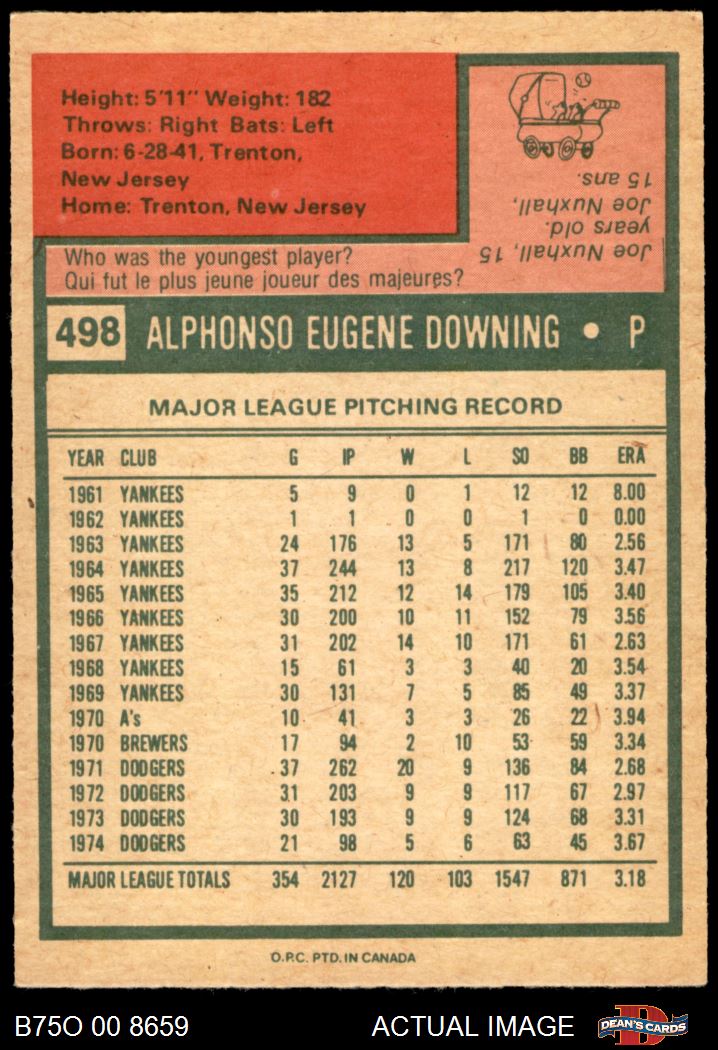 Height: 5'11" Weight: 182
Throws: Right Bats: Left
Born: 6-28-41, Trenton,
New Jersey
Home: Trenton, New Jersey
Joe Nuxhall, 15
years old.
Joe Nuxhall,
15 ans.
Who was the youngest player?
Qui fut le plus jeune joueur des majeures?
498 ALPHONSO EUGENE DOWNING • P
MAJOR LEAGUE PITCHING RECORD
YEAR CLUB G IP W L SO BB ERA
1961 YANKEES 5 9 0 1 12 12 8.00
1962 YANKEES 1 1 0 0 1 0 0.00
1963 YANKEES 24 176 13 5 171 80 2.56
1964 YANKEES 37 244 13 8 217 120 3.47
1965 YANKEES 35 212 12 14 179 105 3.40
1966 YANKEES 30 200 10 11 152 79 3.56
1967 YANKEES 31 202 14 10 171 61 2.63
1968 YANKEES 15 61 3 3 40 20 3.54
1969 YANKEES 30 131 7 5 85 49 3.37
1970 A's 10 41 3 3 26 22 3.94
1970 BREWERS 17 94 2 10 53 59 3.34
1971 DODGERS 37 262 20 9 136 84 2.68
1972 DODGERS 31 203 9 9 117 67 2.97
1973 DODGERS 30 193 9 9 124 68 3.31
1974 DODGERS 21 98 5 6 63 45 3.67
MAJOR LEAGUE TOTALS 354 2127 120 103 1547 871 3.18
O.P.C. PTD. IN CANADA
B75O 00 8659 ACTUAL IMAGE D DEAN'S CARDS